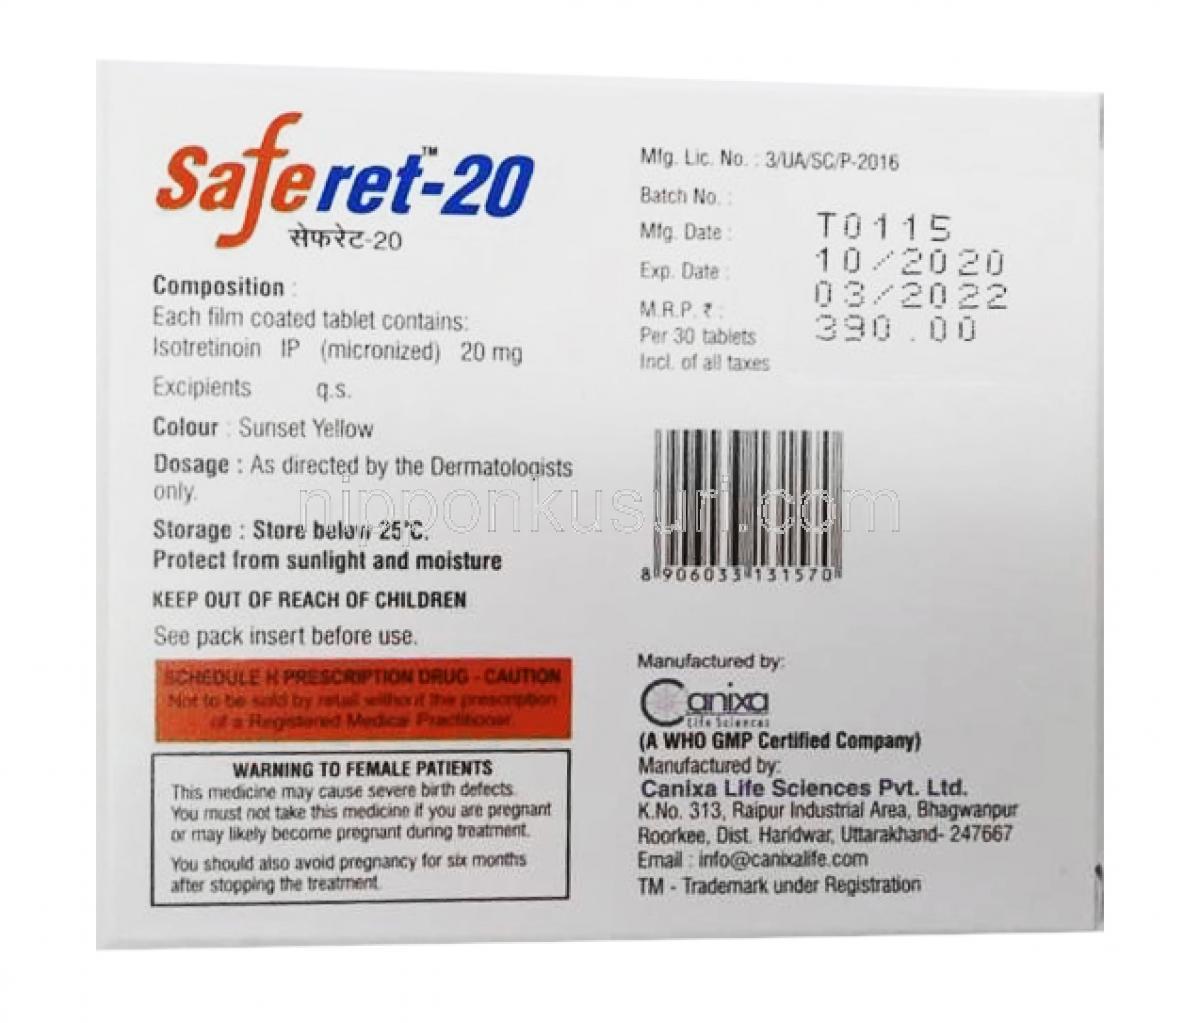 Saferet™-20
सेफरेट-20
Composition :
Each film coated tablet contains:
Isotretinoin IP (micronized) 20 mg
Excipients q.s.
Colour : Sunset Yellow
Dosage : As directed by the Dermatologists
only.
Storage : Store below 25°C.
Protect from sunlight and moisture
KEEP OUT OF REACH OF CHILDREN
See pack insert before use.
SCHEDULE H PRESCRIPTION DRUG - CAUTION
Not to be sold by retail without the prescription
of a Registered Medical Practitioner.
WARNING TO FEMALE PATIENTS
This medicine may cause severe birth defects.
You must not take this medicine if you are pregnant
or may likely become pregnant during treatment.
You should also avoid pregnancy for six months
after stopping the treatment.
Mfg. Lic. No. : 3/UA/SC/P-2016
Batch No. :
Mfg. Date :
Exp. Date :
M.R.P. ₹ :
Per 30 tablets
Incl. of all taxes
T0115
10/2020
03/2022
390.00
8 906033 131570
Manufactured by:
Canixa
Life Sciences
(A WHO GMP Certified Company)
Manufactured by:
Canixa Life Sciences Pvt. Ltd.
K.No. 313, Raipur Industrial Area, Bhagwanpur
Roorkee, Dist. Haridwar, Uttarakhand- 247667
Email : info@canixalife.com
TM - Trademark under Registration
nipponkusuri.com